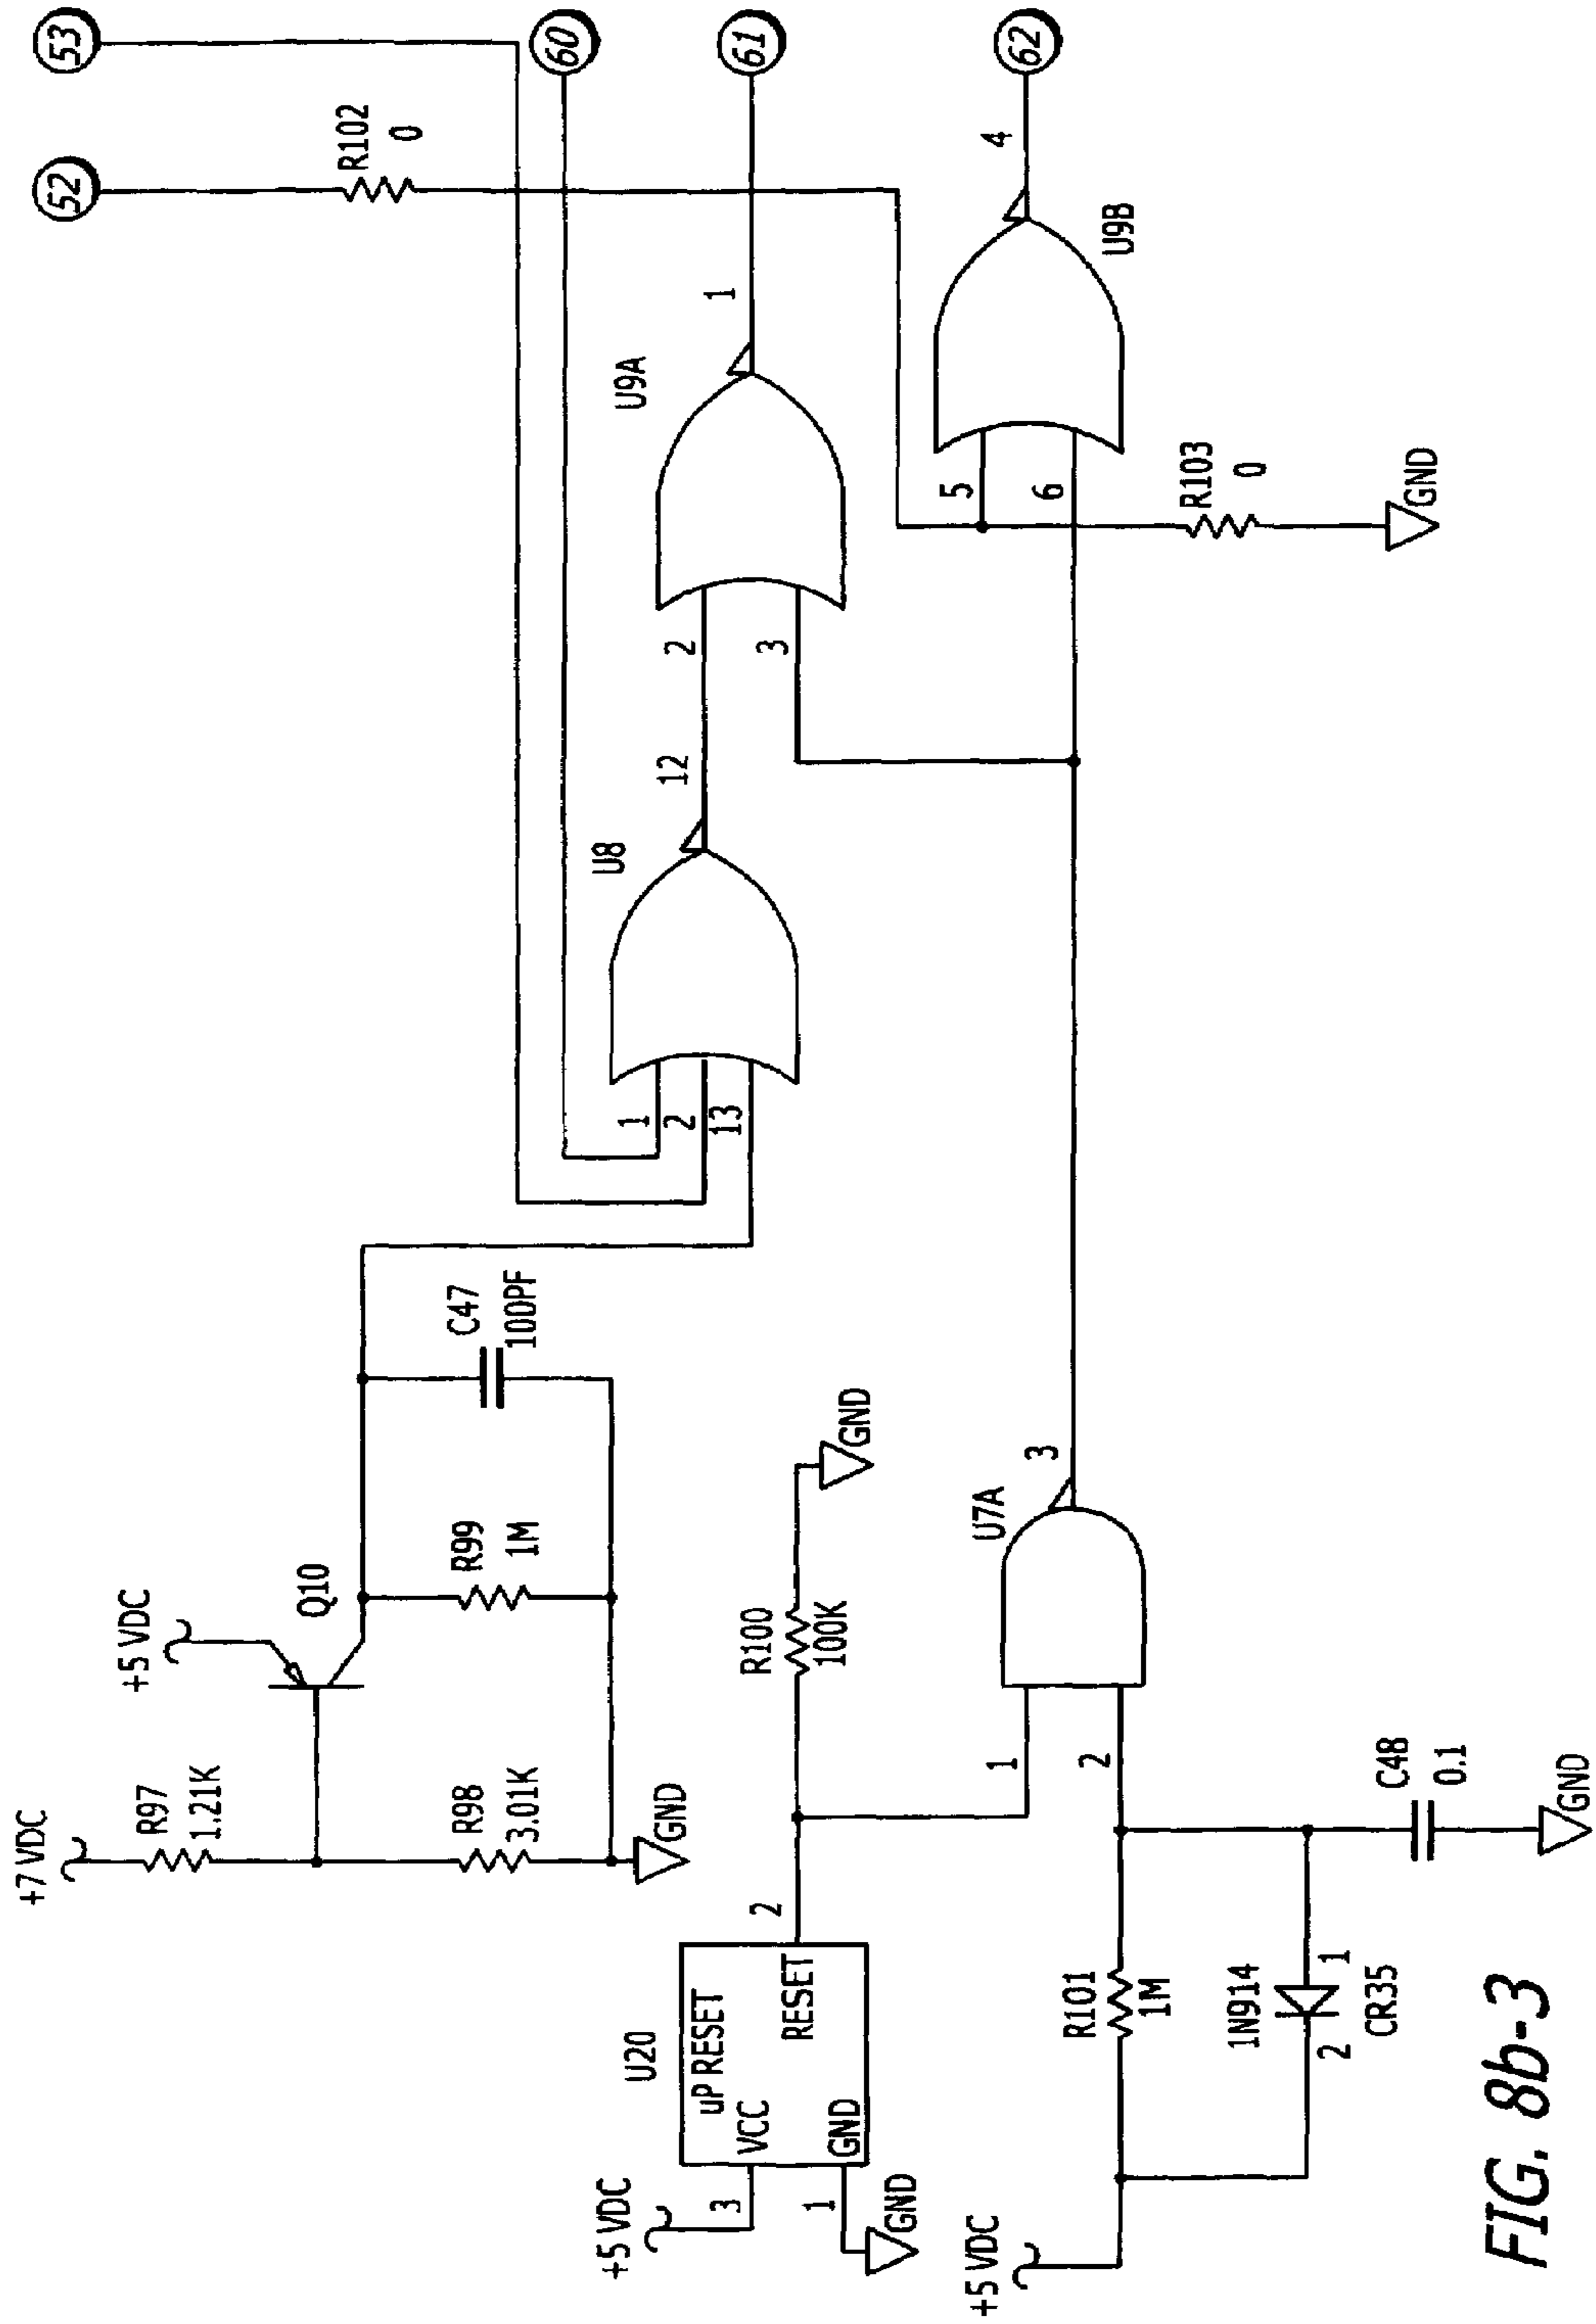 53
52
R102
0
60
61
62
4
U9B
1
U9A
5
6
R103
0
GND
2
3
12
U8
1
2
13
C47
100PF
+5 VDC
Q10
R99
1M
+7 VDC
R97
1.21K
R98
3.01K
GND
R100
100K
GND
U20
uP RESET
VCC
RESET
GND
2
+5 VDC
3
1
GND
U7A
3
1
2
R101
1M
1N914
2
1
CR35
C48
0.1
GND
+5 VDC
FIG. 8b-3